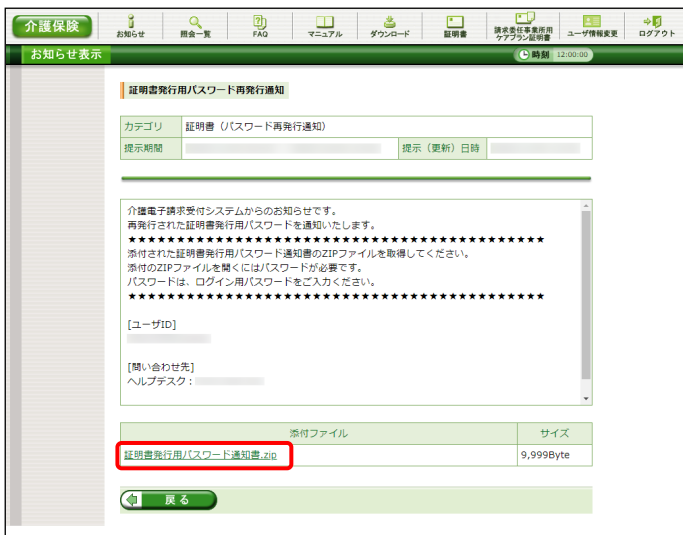 介護保険
お知らせ
照会一覧
FAQ
マニュアル
ダウンロード
証明書
請求委任事業所用
ケアプラン証明書
ユーザ情報変更
ログアウト
お知らせ表示
時刻 12:00:00
証明書発行用パスワード再発行通知
カテゴリ 証明書（パスワード再発行通知）
提示期間 提示（更新）日時
介護電子請求受付システムからのお知らせです。
再発行された証明書発行用パスワードを通知いたします。
★★★★★★★★★★★★★★★★★★★★★★★★★★★★★★★★★★★★★★★★★
添付された証明書発行用パスワード通知書のZIPファイルを取得してください。
添付のZIPファイルを開くにはパスワードが必要です。
パスワードは、ログイン用パスワードをご入力ください。
★★★★★★★★★★★★★★★★★★★★★★★★★★★★★★★★★★★★★★★★★
[ユーザID]
[問い合わせ先]
ヘルプデスク：
添付ファイル サイズ
証明書発行用パスワード通知書.zip 9,999Byte
戻る